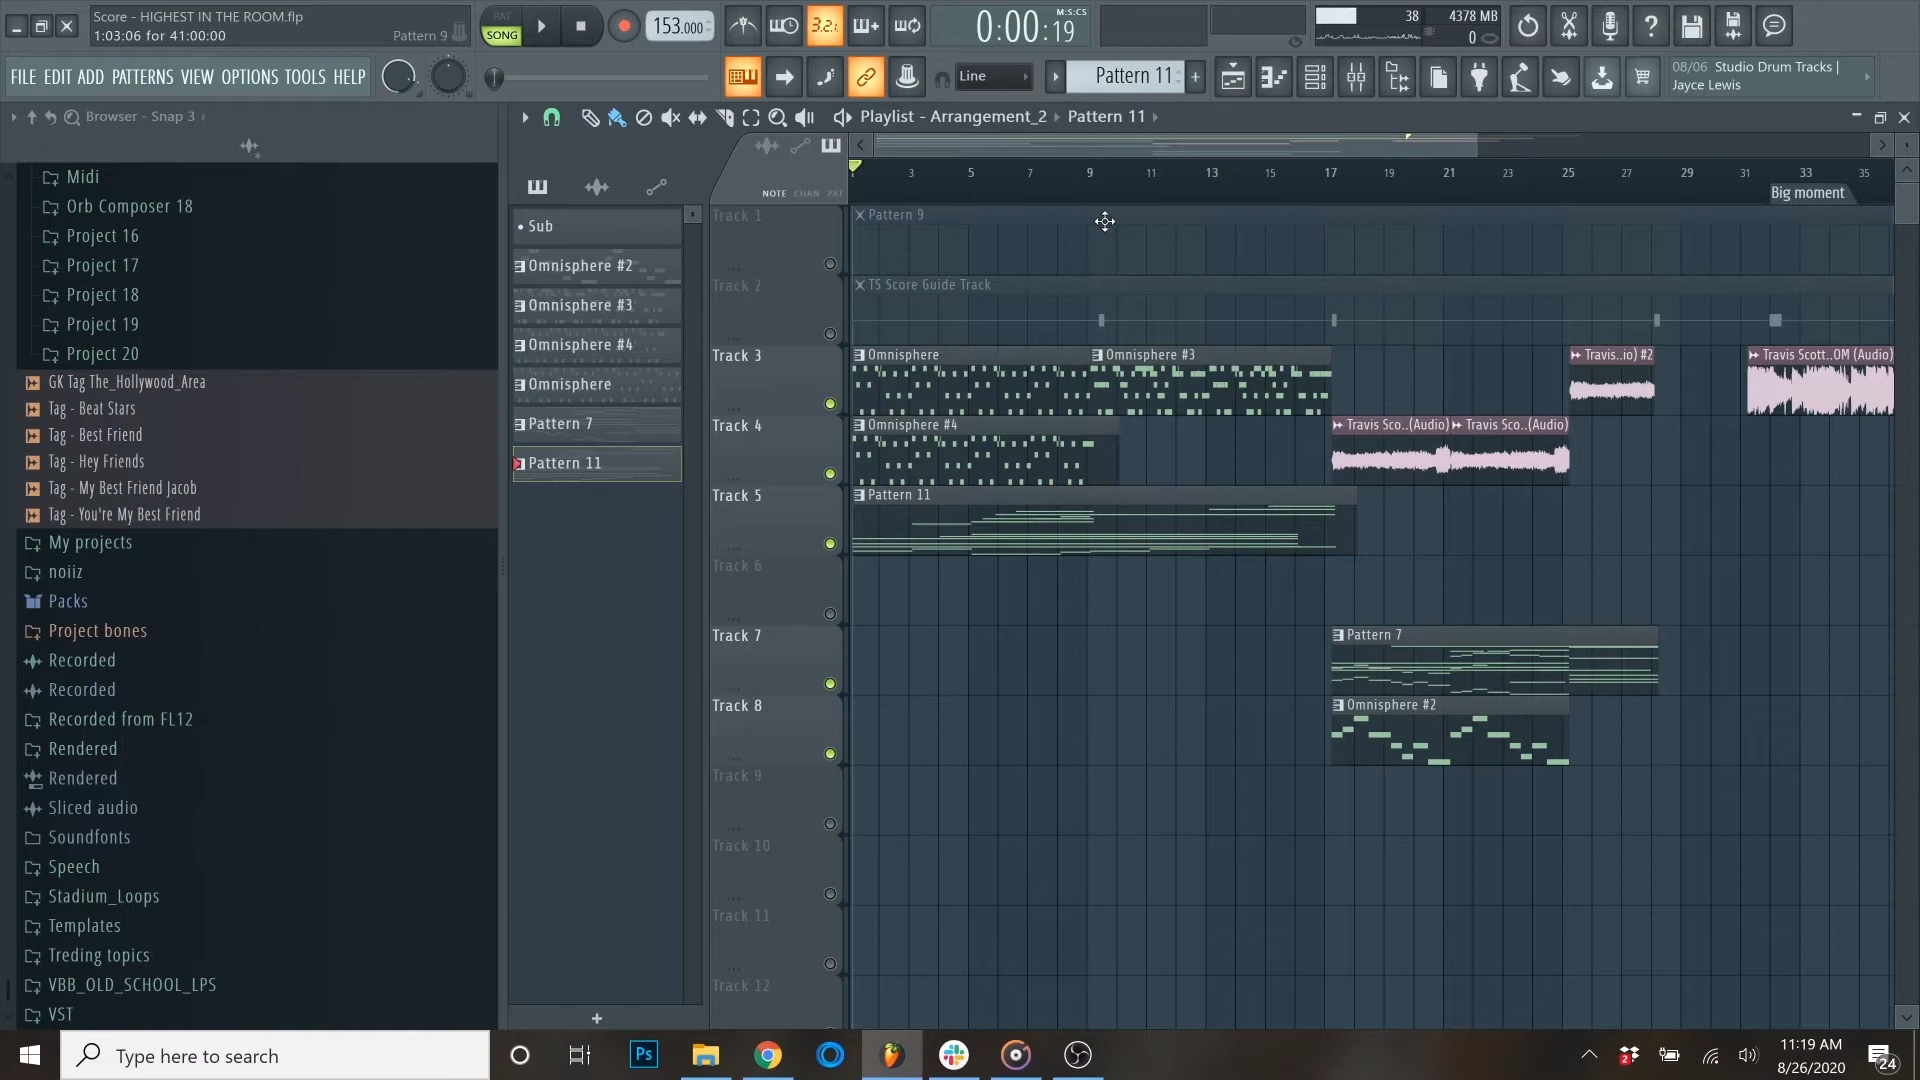 Score - HIGHEST IN THE ROOM.flp
1:03:06 for 41:00:00
Pattern 9
PAT
SONG
153.000
3.2.
0:00:19
M:S:CS
38
4378 MB
0
FILE EDIT ADD PATTERNS VIEW OPTIONS TOOLS HELP
Line
Pattern 11
08/06 Studio Drum Tracks |
Jayce Lewis
Browser - Snap 3
Playlist - Arrangement_2 Pattern 11
NOTE CHAN PAT
3 5 7 9 11 13 15 17 19 21 23 25 27 29 31 33 35
Big moment
Midi
Orb Composer 18
Project 16
Project 17
Project 18
Project 19
Project 20
GK Tag The_Hollywood_Area
Tag - Beat Stars
Tag - Best Friend
Tag - Hey Friends
Tag - My Best Friend Jacob
Tag - You're My Best Friend
My projects
noiiz
Packs
Project bones
Recorded
Recorded
Recorded from FL12
Rendered
Rendered
Sliced audio
Soundfonts
Speech
Stadium_Loops
Templates
Treding topics
VBB_OLD_SCHOOL_LPS
VST
Sub
Omnisphere #2
Omnisphere #3
Omnisphere #4
Omnisphere
Pattern 7
Pattern 11
Track 1
Pattern 9
Track 2
TS Score Guide Track
Track 3
Omnisphere
Omnisphere #3
Travis..io) #2
Travis Scott..OM (Audio)
Track 4
Omnisphere #4
Travis Sco..(Audio)
Travis Sco..(Audio)
Track 5
Pattern 11
Track 6
Track 7
Pattern 7
Track 8
Omnisphere #2
Track 9
Track 10
Track 11
Track 12
Type here to search
Ps
2
11:19 AM
8/26/2020
24